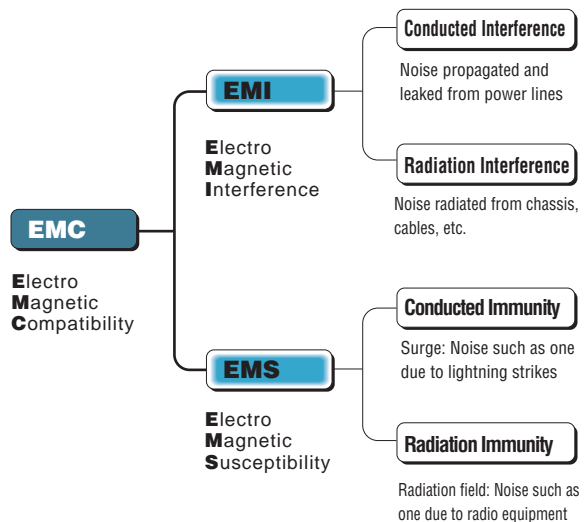 EMC
Electro
Magnetic
Compatibility
EMI
Electro
Magnetic
Interference
Conducted Interference
Noise propagated and
leaked from power lines
Radiation Interference
Noise radiated from chassis,
cables, etc.
EMS
Electro
Magnetic
Susceptibility
Conducted Immunity
Surge: Noise such as one
due to lightning strikes
Radiation Immunity
Radiation field: Noise such as
one due to radio equipment